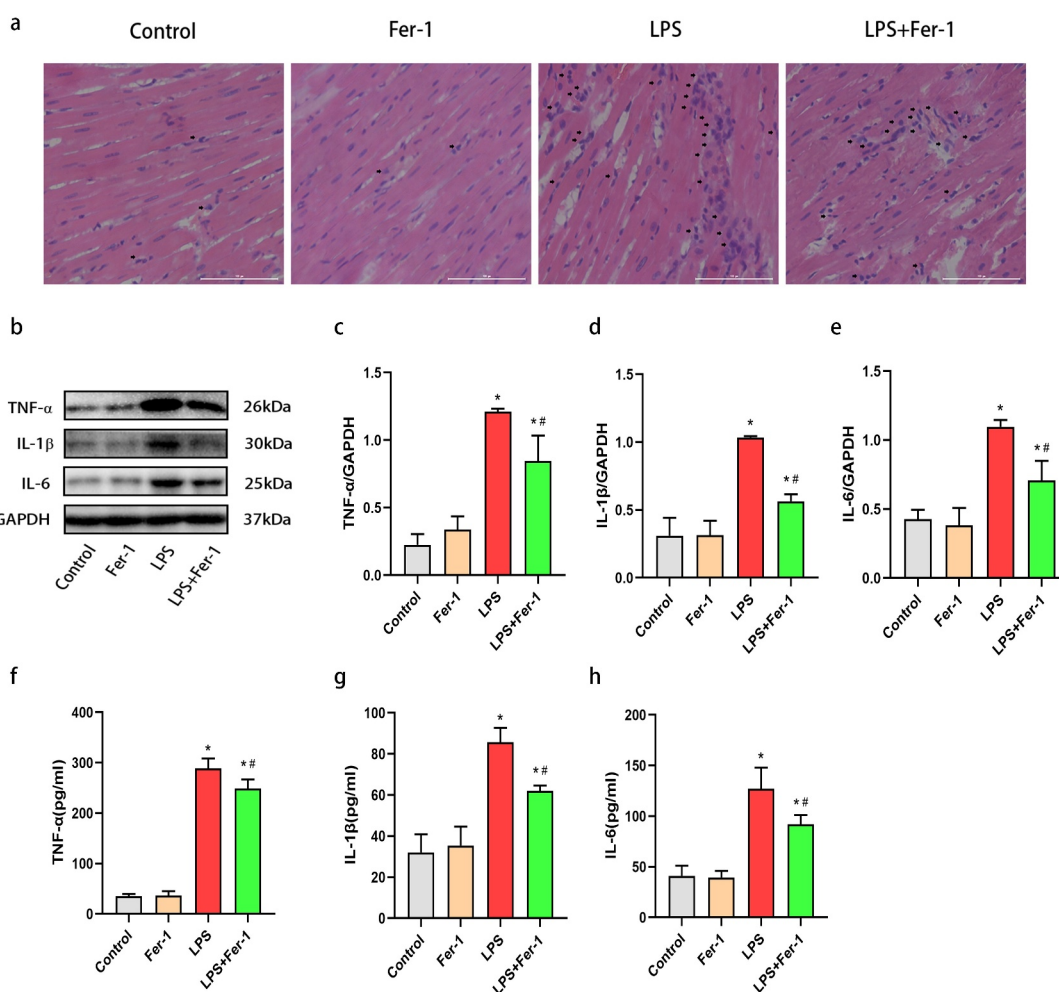 a
Control
Fer-1
LPS
LPS+Fer-1
b
TNF-α
26kDa
IL-1β
30kDa
IL-6
25kDa
GAPDH
37kDa
Control
Fer-1
LPS
LPS+Fer-1
c
TNF-α/GAPDH
1.5
1.0
0.5
0.0
*
* #
Control
Fer-1
LPS
LPS+Fer-1
d
IL-1β/GAPDH
1.5
1.0
0.5
0.0
*
* #
Control
Fer-1
LPS
LPS+Fer-1
e
IL-6/GAPDH
1.5
1.0
0.5
0.0
*
* #
Control
Fer-1
LPS
LPS+Fer-1
f
TNF-α(pg/ml)
400
300
200
100
0
*
* #
Control
Fer-1
LPS
LPS+Fer-1
g
IL-1β(pg/ml)
100
80
60
40
20
0
*
* #
Control
Fer-1
LPS
LPS+Fer-1
h
IL-6(pg/ml)
200
150
100
50
0
*
* #
Control
Fer-1
LPS
LPS+Fer-1